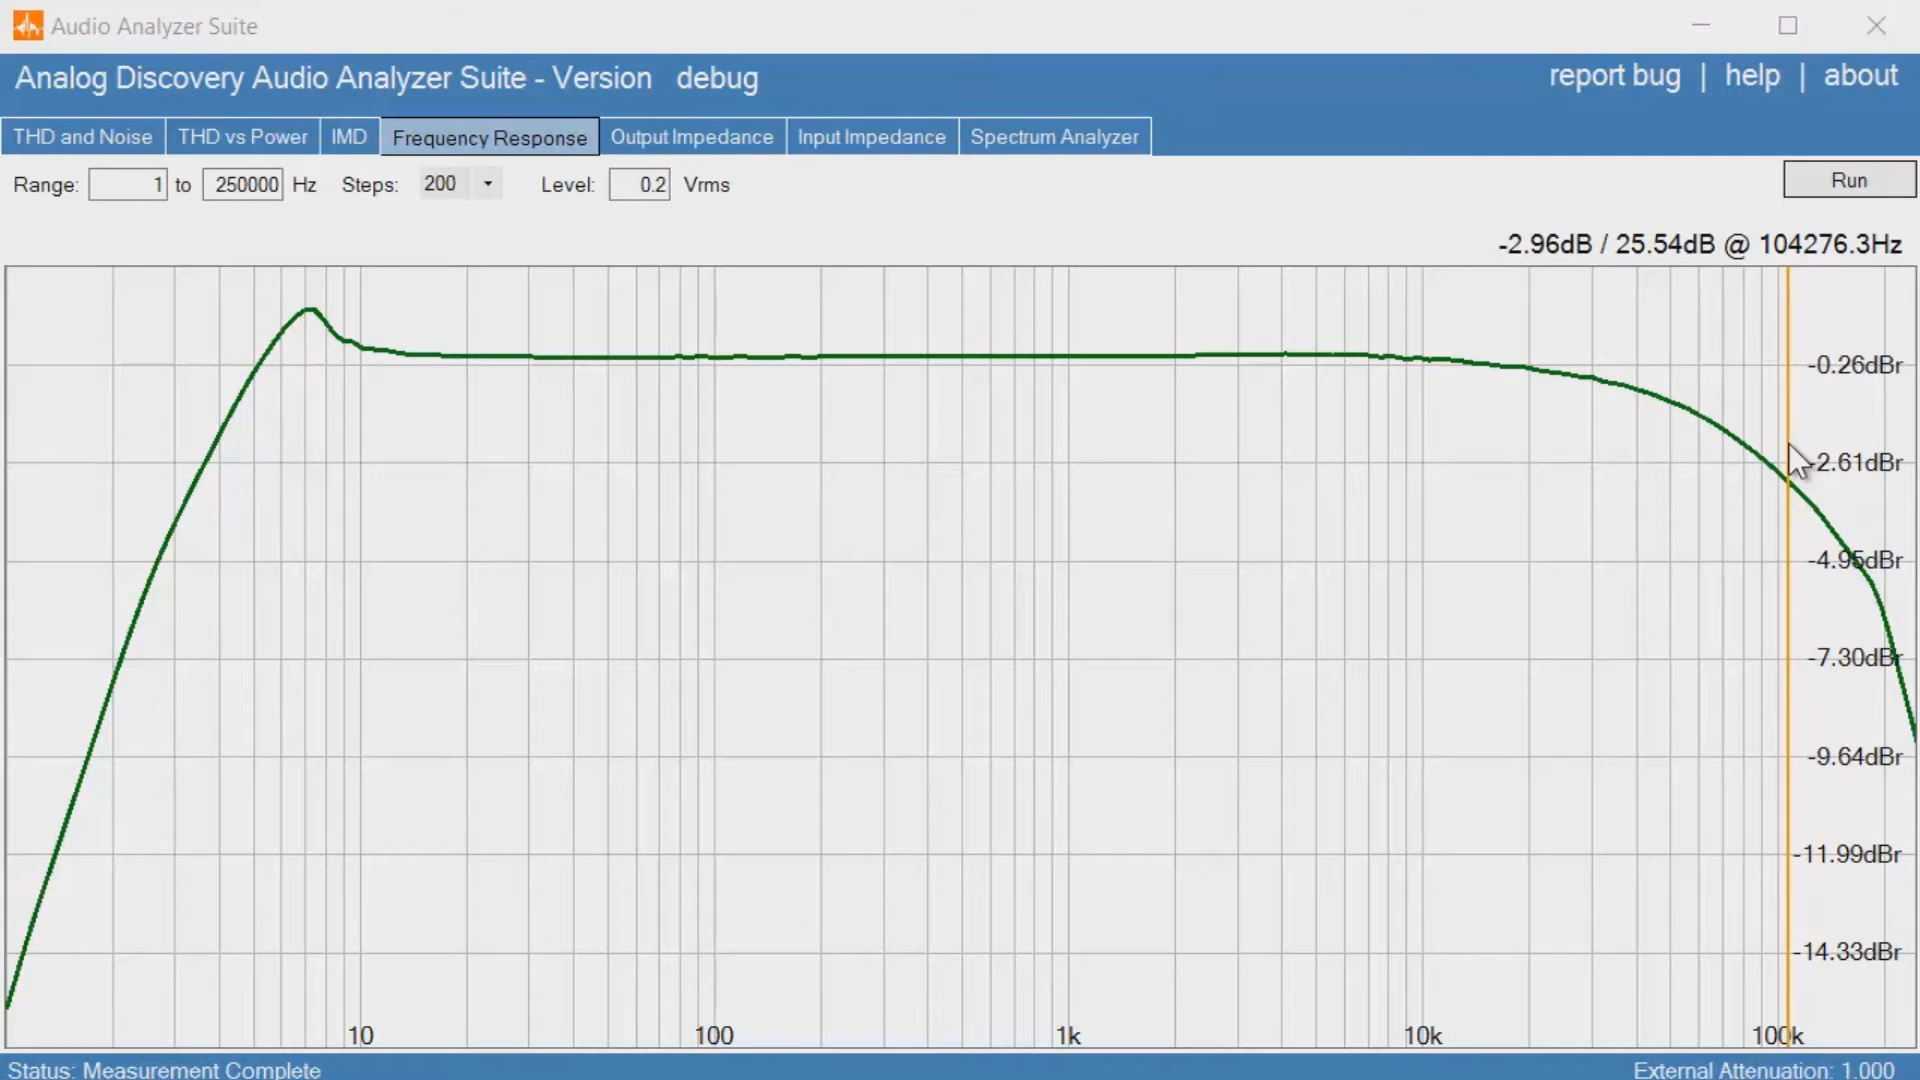 Audio Analyzer Suite
Analog Discovery Audio Analyzer Suite - Version debug
report bug | help | about
THD and Noise THD vs Power IMD Frequency Response Output Impedance Input Impedance Spectrum Analyzer
Range: 1 to 250000 Hz Steps: 200 Level: 0.2 Vrms
Run
-2.96dB / 25.54dB @ 104276.3Hz
-0.26dBr
-2.61dBr
-4.95dBr
-7.30dBr
-9.64dBr
-11.99dBr
-14.33dBr
10 100 1k 10k 100k
Status: Measurement Complete
External Attenuation: 1.000